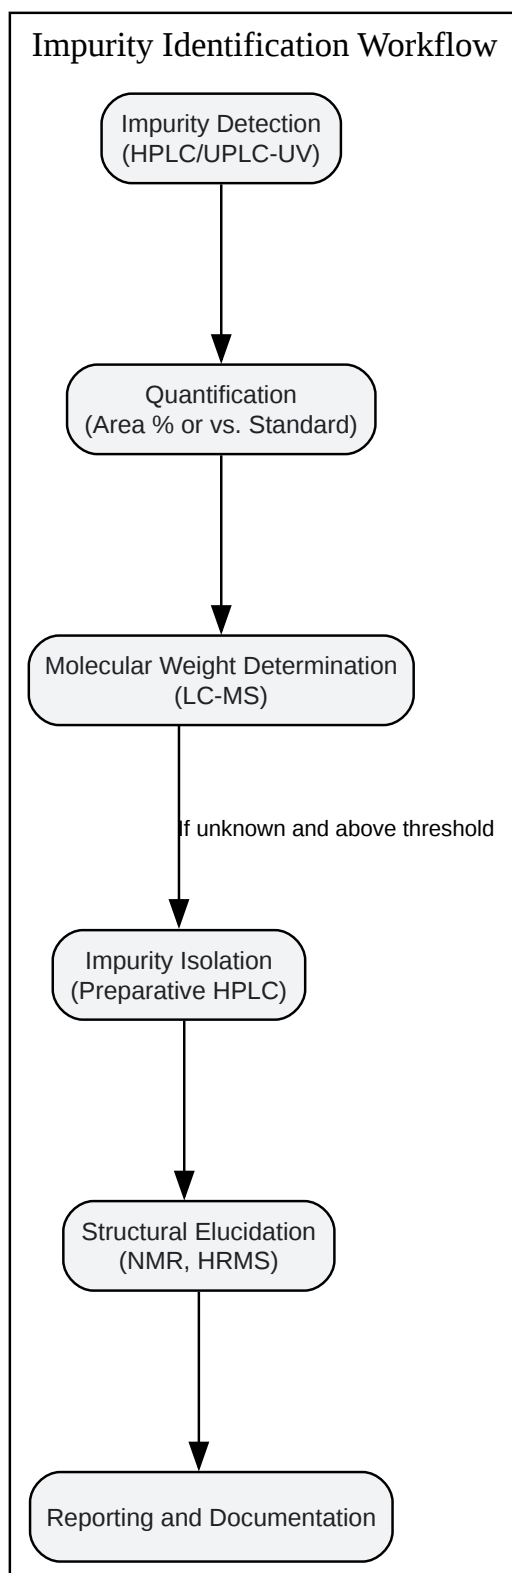 Impurity Identification Workflow
Impurity Detection
(HPLC/UPLC-UV)
Quantification
(Area % or vs. Standard)
Molecular Weight Determination
(LC-MS)
If unknown and above threshold
Impurity Isolation
(Preparative HPLC)
Structural Elucidation
(NMR, HRMS)
Reporting and Documentation